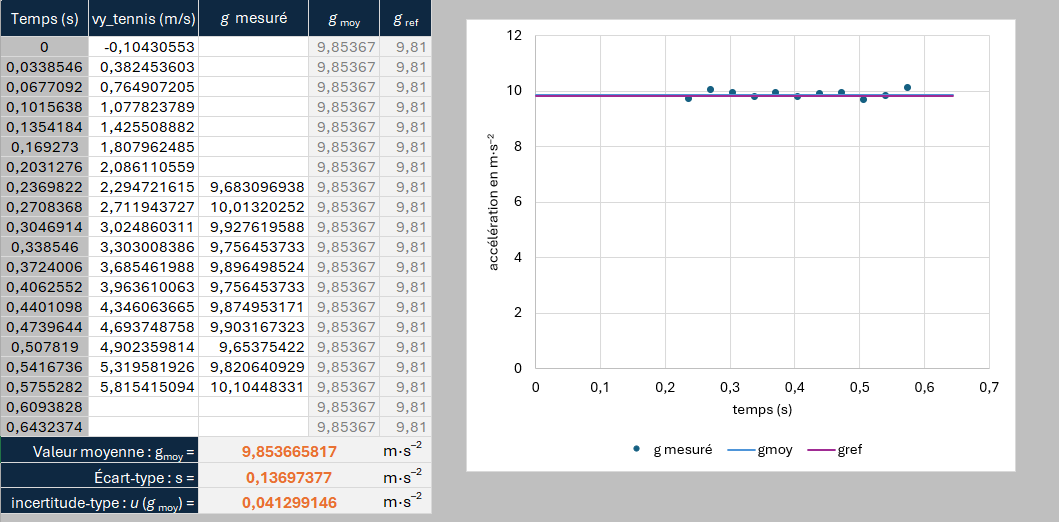 Temps (s) vy_tennis (m/s) g mesuré g moy g ref
0 -0,10430553 9,85367 9,81
0,0338546 0,382453603 9,85367 9,81
0,0677092 0,764907205 9,85367 9,81
0,1015638 1,077823789 9,85367 9,81
0,1354184 1,425508882 9,85367 9,81
0,169273 1,807962485 9,85367 9,81
0,2031276 2,086110559 9,85367 9,81
0,2369822 2,294721615 9,683096938 9,85367 9,81
0,2708368 2,711943727 10,01320252 9,85367 9,81
0,3046914 3,024860311 9,927619588 9,85367 9,81
0,338546 3,303008386 9,756453733 9,85367 9,81
0,3724006 3,685461988 9,896498524 9,85367 9,81
0,4062552 3,963610063 9,756453733 9,85367 9,81
0,4401098 4,346063665 9,874953171 9,85367 9,81
0,4739644 4,693748758 9,903167323 9,85367 9,81
0,507819 4,902359814 9,65375422 9,85367 9,81
0,5416736 5,319581926 9,820640929 9,85367 9,81
0,5755282 5,815415094 10,10448331 9,85367 9,81
0,6093828 9,85367 9,81
0,6432374 9,85367 9,81
Valeur moyenne : gmoy = 9,853665817 m·s⁻²
Écart-type : s = 0,13697377 m·s⁻²
incertitude-type : u (g moy) = 0,041299146 m·s⁻²
12
10
8
6
4
2
0
accélération en m·s⁻²
0 0,1 0,2 0,3 0,4 0,5 0,6 0,7
temps (s)
g mesuré gmoy gref